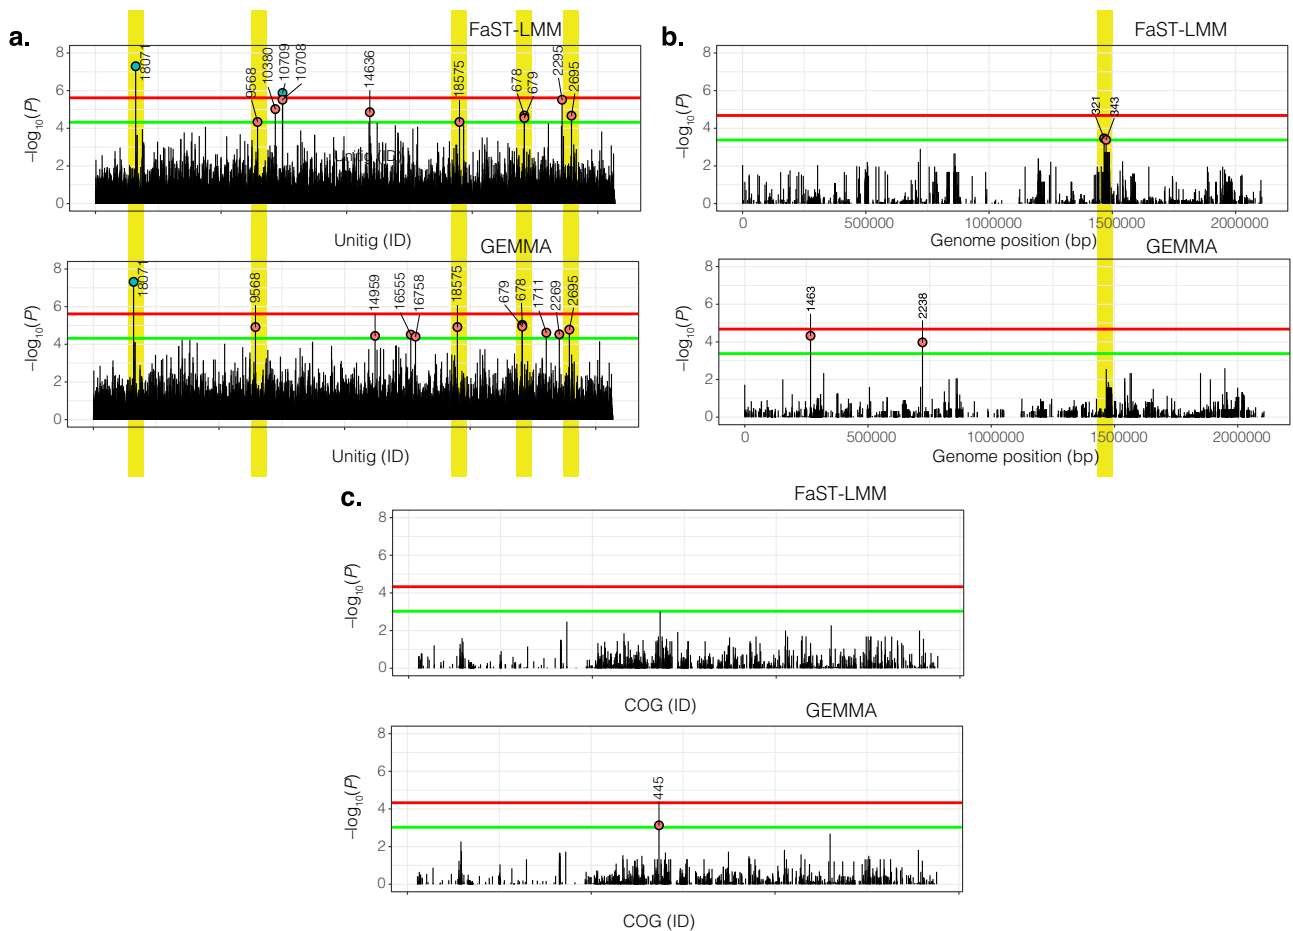 a.
FaST-LMM
18071
9568
10380
10709
10708
14636
18575
678
679
2295
2695
8
6
4
2
0
–log10(P)
Unitig (ID)
Unitig (ID)
GEMMA
18071
9568
14959
16555
16758
18575
679
678
1711
2269
2695
8
6
4
2
0
–log10(P)
Unitig (ID)
b.
FaST-LMM
321
343
8
6
4
2
0
–log10(P)
0 500000 1000000 1500000 2000000
Genome position (bp)
GEMMA
1463
2238
8
6
4
2
0
–log10(P)
0 500000 1000000 1500000 2000000
Genome position (bp)
c.
FaST-LMM
8
6
4
2
0
–log10(P)
COG (ID)
GEMMA
445
8
6
4
2
0
–log10(P)
COG (ID)